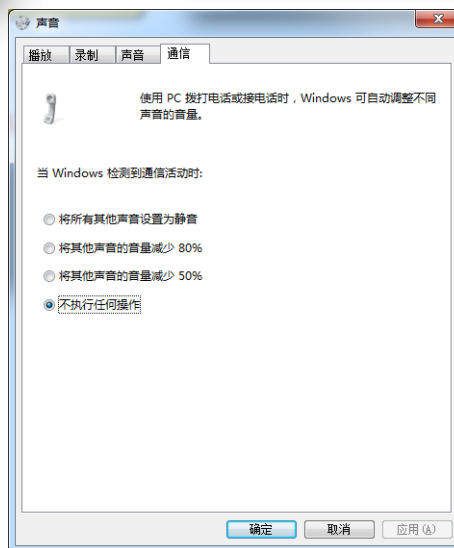 声音
播放 录制 声音 通信
使用 PC 拨打电话或接电话时，Windows 可自动调整不同
声音的音量。
当 Windows 检测到通信活动时:
将所有其他声音设置为静音
将其他声音的音量减少 80%
将其他声音的音量减少 50%
不执行任何操作
确定 取消 应用(A)